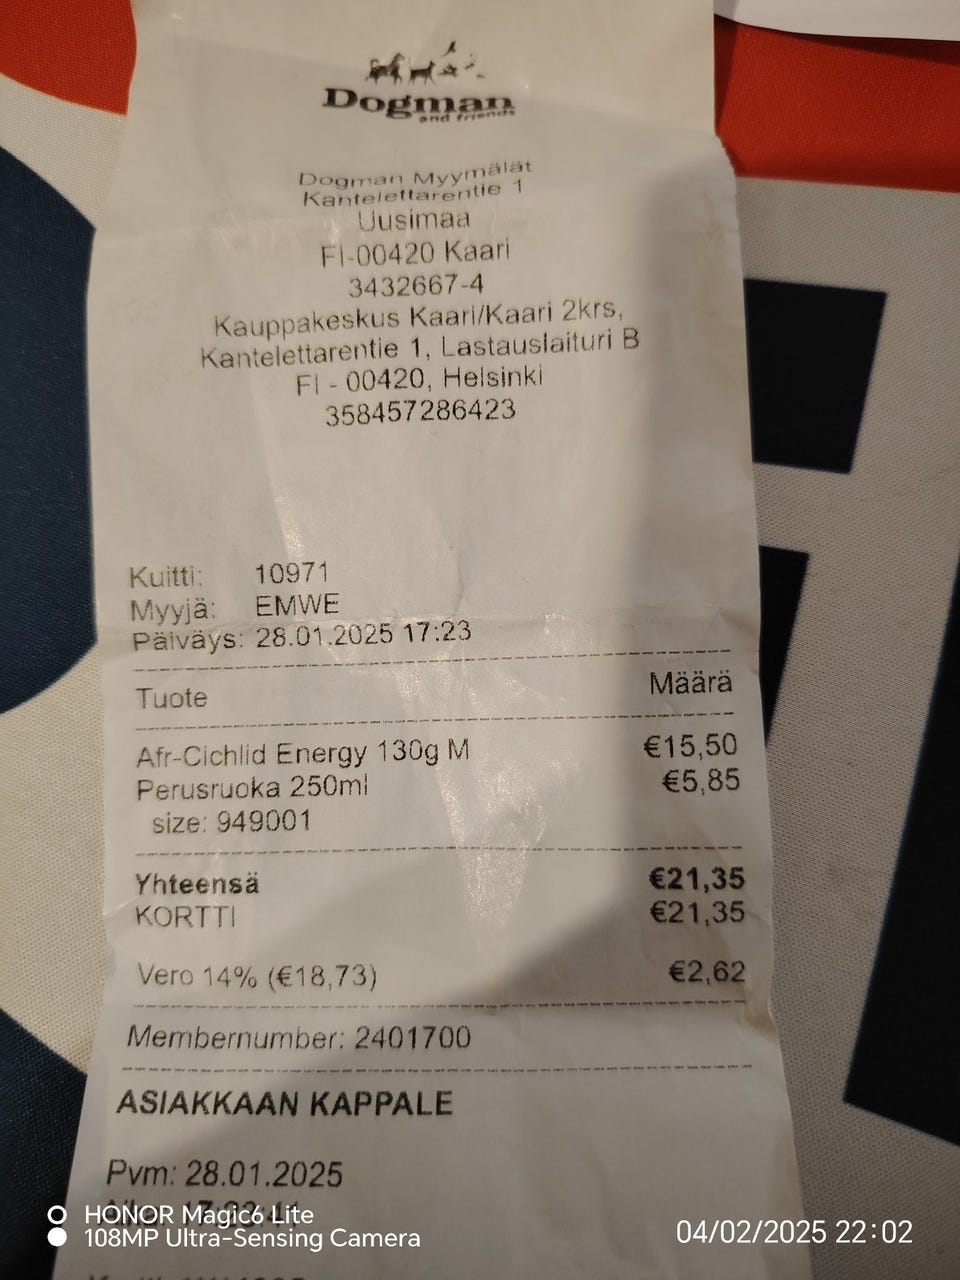 Dogman
and friends
Dogman Myymälät
Kantelettarentie 1
Uusimaa
FI-00420 Kaari
3432667-4
Kauppakeskus Kaari/Kaari 2krs,
Kantelettarentie 1, Lastauslaituri B
FI - 00420, Helsinki
358457286423
Kuitti: 10971
Myyjä: EMWE
Päiväys: 28.01.2025 17:23
Tuote Määrä
Afr-Cichlid Energy 130g M €15,50
Perusruoka 250ml €5,85
size: 949001
Yhteensä €21,35
KORTTI €21,35
Vero 14% (€18,73) €2,62
Membernumber: 2401700
ASIAKKAAN KAPPALE
Pvm: 28.01.2025
HONOR Magic6 Lite
108MP Ultra-Sensing Camera
04/02/2025 22:02